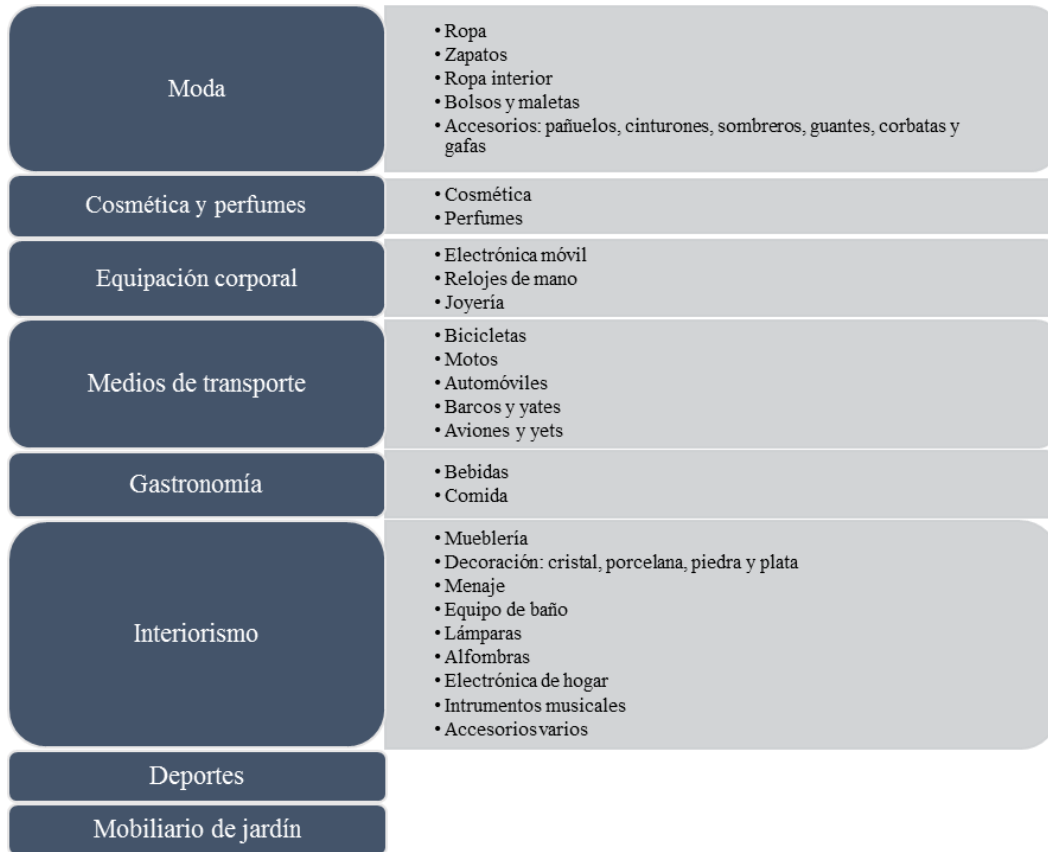 Moda
• Ropa
• Zapatos
• Ropa interior
• Bolsos y maletas
• Accesorios: pañuelos, cinturones, sombreros, guantes, corbatas y
gafas
Cosmética y perfumes
• Cosmética
• Perfumes
Equipación corporal
• Electrónica móvil
• Relojes de mano
• Joyería
Medios de transporte
• Bicicletas
• Motos
• Automóviles
• Barcos y yates
• Aviones y yets
Gastronomía
• Bebidas
• Comida
Interiorismo
• Mueblería
• Decoración: cristal, porcelana, piedra y plata
• Menaje
• Equipo de baño
• Lámparas
• Alfombras
• Electrónica de hogar
• Intrumentos musicales
• Accesorios varios
Deportes
Mobiliario de jardín